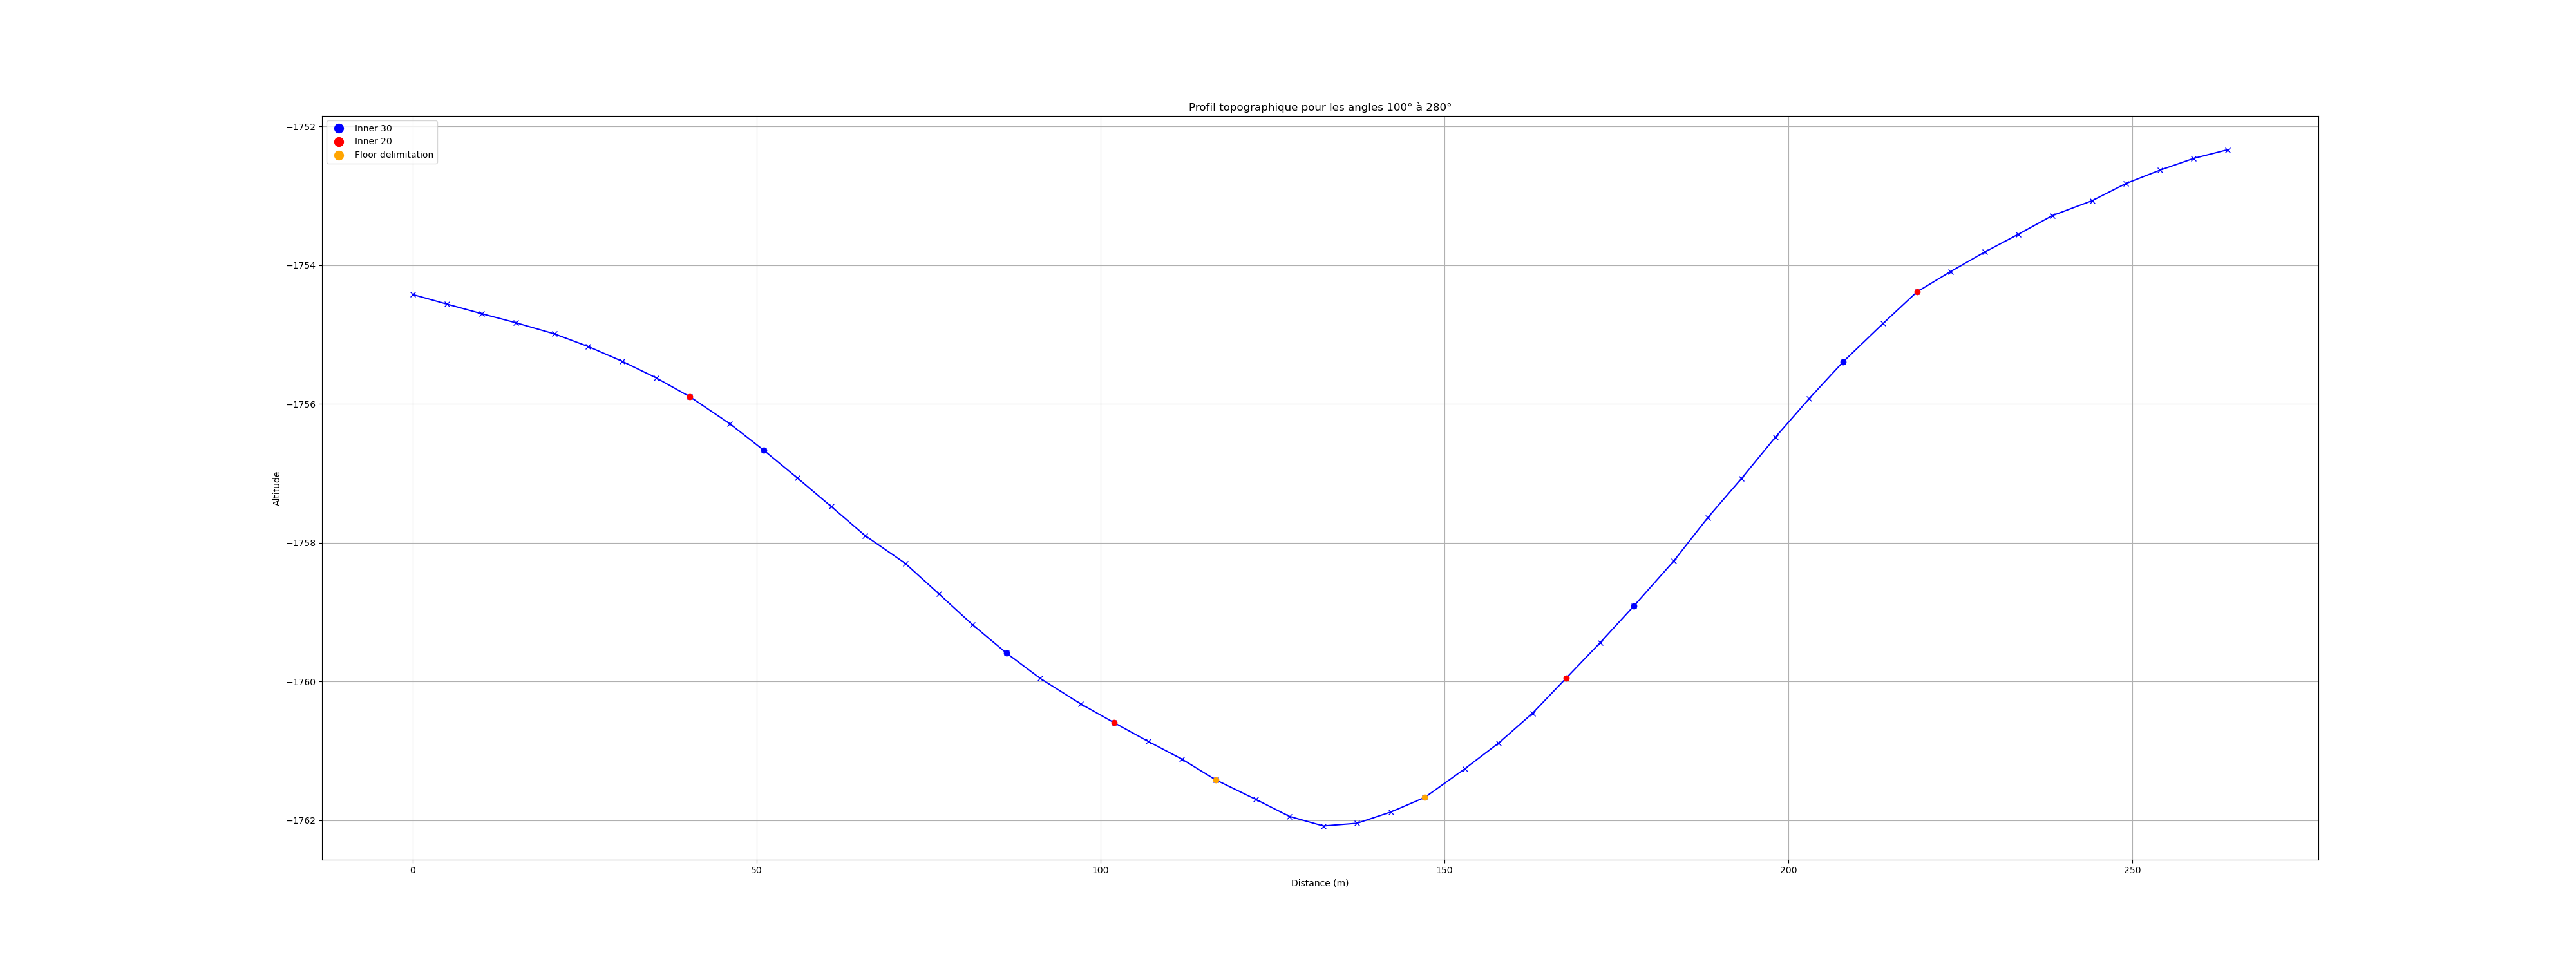 Profil topographique pour les angles 100° à 280°
Inner 30
Inner 20
Floor delimitation
Altitude
−1752
−1754
−1756
−1758
−1760
−1762
0 50 100 150 200 250
Distance (m)